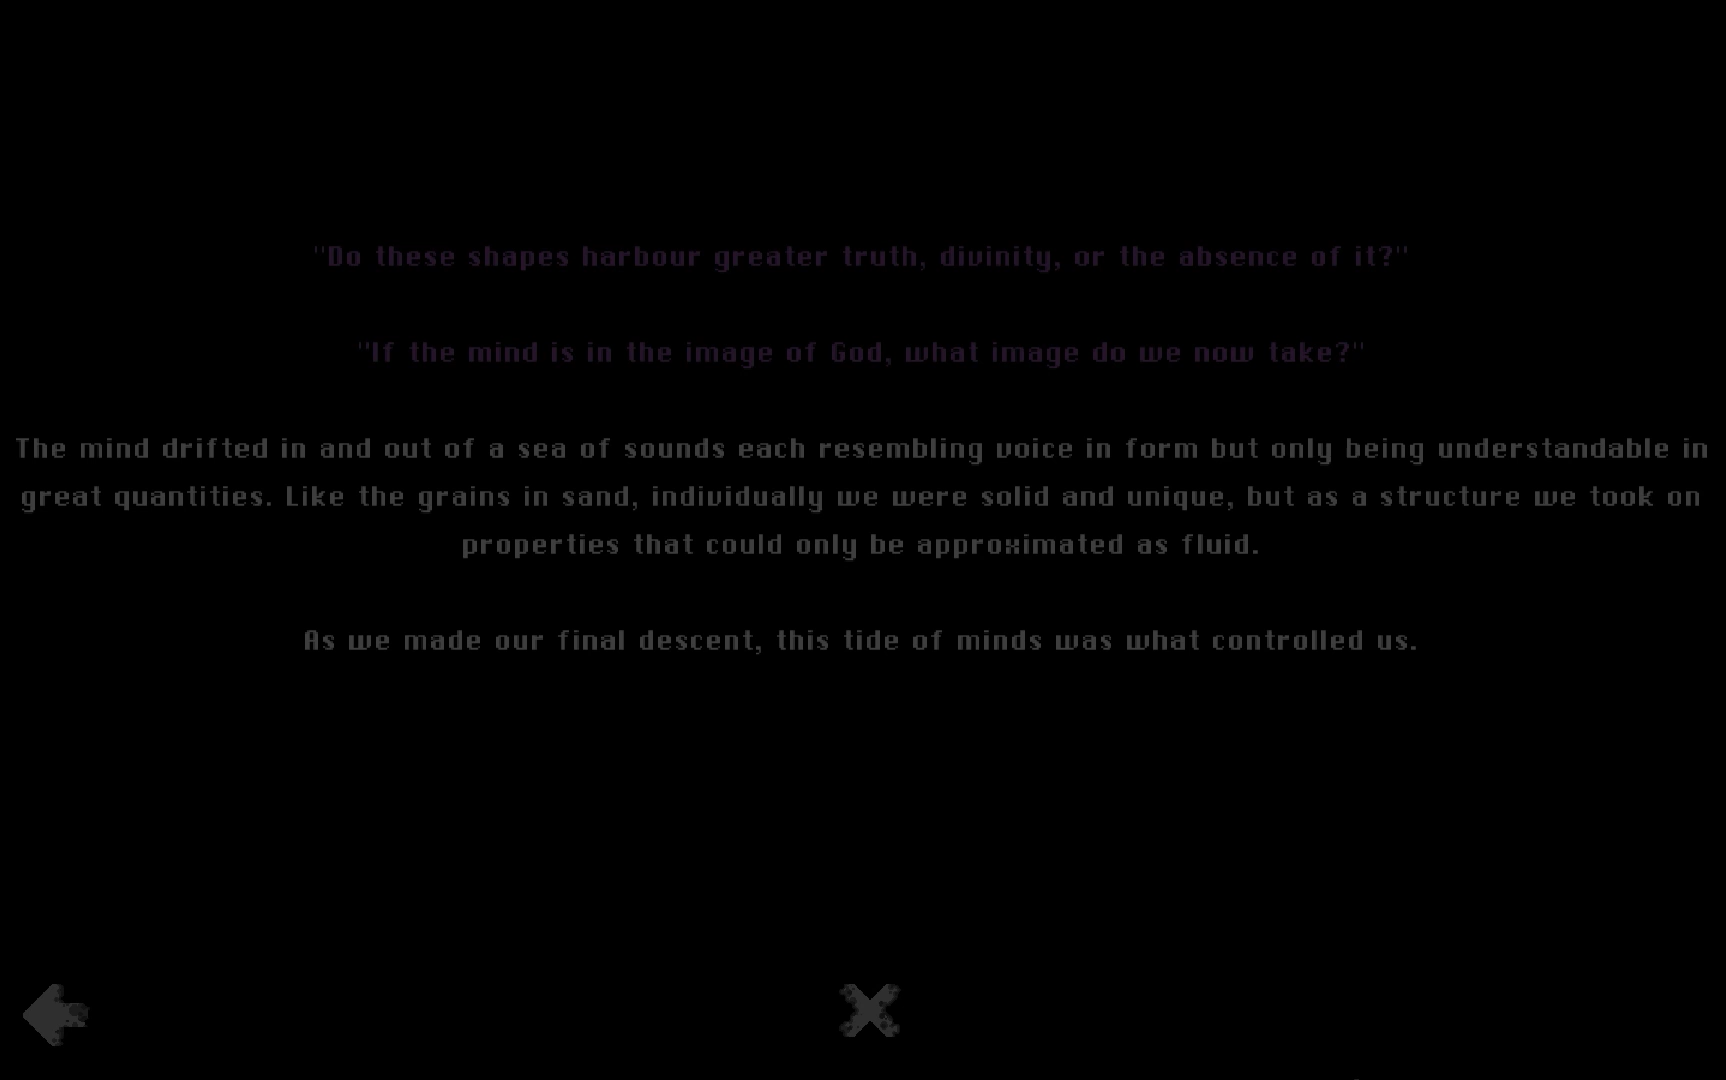 "Do these shapes harbour greater truth, divinity, or the absence of it?"
"If the mind is in the image of God, what image do we now take?"
The mind drifted in and out of a sea of sounds each resembling voice in form but only being understandable in
great quantities. Like the grains in sand, individually we were solid and unique, but as a structure we took on
properties that could only be approximated as fluid.
As we made our final descent, this tide of minds was what controlled us.